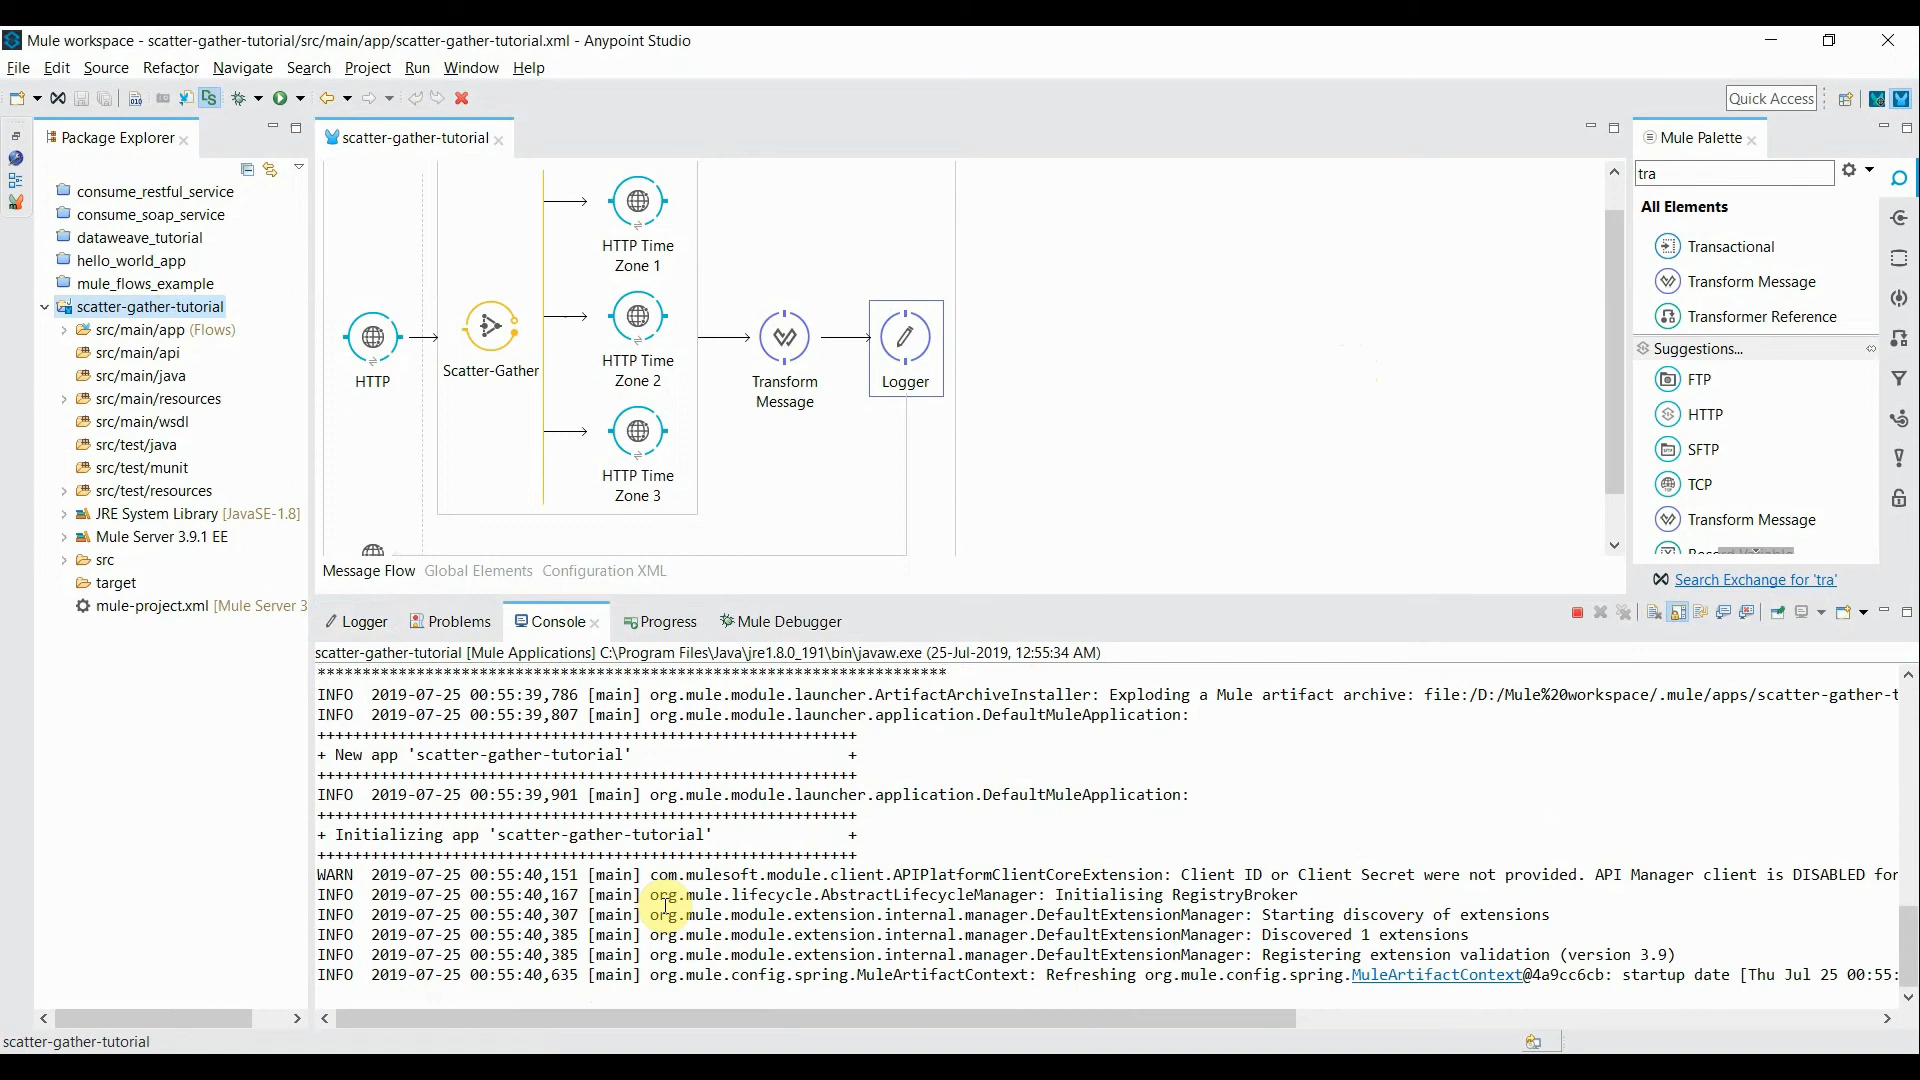 Mule workspace - scatter-gather-tutorial/src/main/app/scatter-gather-tutorial.xml - Anypoint Studio
File Edit Source Refactor Navigate Search Project Run Window Help
Quick Access
Package Explorer
consume_restful_service
consume_soap_service
dataweave_tutorial
hello_world_app
mule_flows_example
scatter-gather-tutorial
src/main/app (Flows)
src/main/api
src/main/java
src/main/resources
src/main/wsdl
src/test/java
src/test/munit
src/test/resources
JRE System Library [JavaSE-1.8]
Mule Server 3.9.1 EE
src
target
mule-project.xml [Mule Server 3
scatter-gather-tutorial
HTTP
Scatter-Gather
HTTP Time
Zone 1
HTTP Time
Zone 2
HTTP Time
Zone 3
Transform
Message
Logger
Message Flow Global Elements Configuration XML
Mule Palette
tra
All Elements
Transactional
Transform Message
Transformer Reference
Suggestions...
FTP
HTTP
SFTP
TCP
Transform Message
Search Exchange for 'tra'
Logger Problems Console Progress Mule Debugger
scatter-gather-tutorial [Mule Applications] C:\Program Files\Java\jre1.8.0_191\bin\javaw.exe (25-Jul-2019, 12:55:34 AM)
**********************************************************************
INFO 2019-07-25 00:55:39,786 [main] org.mule.module.launcher.ArtifactArchiveInstaller: Exploding a Mule artifact archive: file:/D:/Mule%20workspace/.mule/apps/scatter-gather-t
INFO 2019-07-25 00:55:39,807 [main] org.mule.module.launcher.application.DefaultMuleApplication:
++++++++++++++++++++++++++++++++++++++++++++++++++++++++++++
+ New app 'scatter-gather-tutorial' +
++++++++++++++++++++++++++++++++++++++++++++++++++++++++++++
INFO 2019-07-25 00:55:39,901 [main] org.mule.module.launcher.application.DefaultMuleApplication:
++++++++++++++++++++++++++++++++++++++++++++++++++++++++++++
+ Initializing app 'scatter-gather-tutorial' +
++++++++++++++++++++++++++++++++++++++++++++++++++++++++++++
WARN 2019-07-25 00:55:40,151 [main] com.mulesoft.module.client.APIPlatformClientCoreExtension: Client ID or Client Secret were not provided. API Manager client is DISABLED for
INFO 2019-07-25 00:55:40,167 [main] org.mule.lifecycle.AbstractLifecycleManager: Initialising RegistryBroker
INFO 2019-07-25 00:55:40,307 [main] org.mule.module.extension.internal.manager.DefaultExtensionManager: Starting discovery of extensions
INFO 2019-07-25 00:55:40,385 [main] org.mule.module.extension.internal.manager.DefaultExtensionManager: Discovered 1 extensions
INFO 2019-07-25 00:55:40,385 [main] org.mule.module.extension.internal.manager.DefaultExtensionManager: Registering extension validation (version 3.9)
INFO 2019-07-25 00:55:40,635 [main] org.mule.config.spring.MuleArtifactContext: Refreshing org.mule.config.spring.MuleArtifactContext@4a9cc6cb: startup date [Thu Jul 25 00:55:
scatter-gather-tutorial